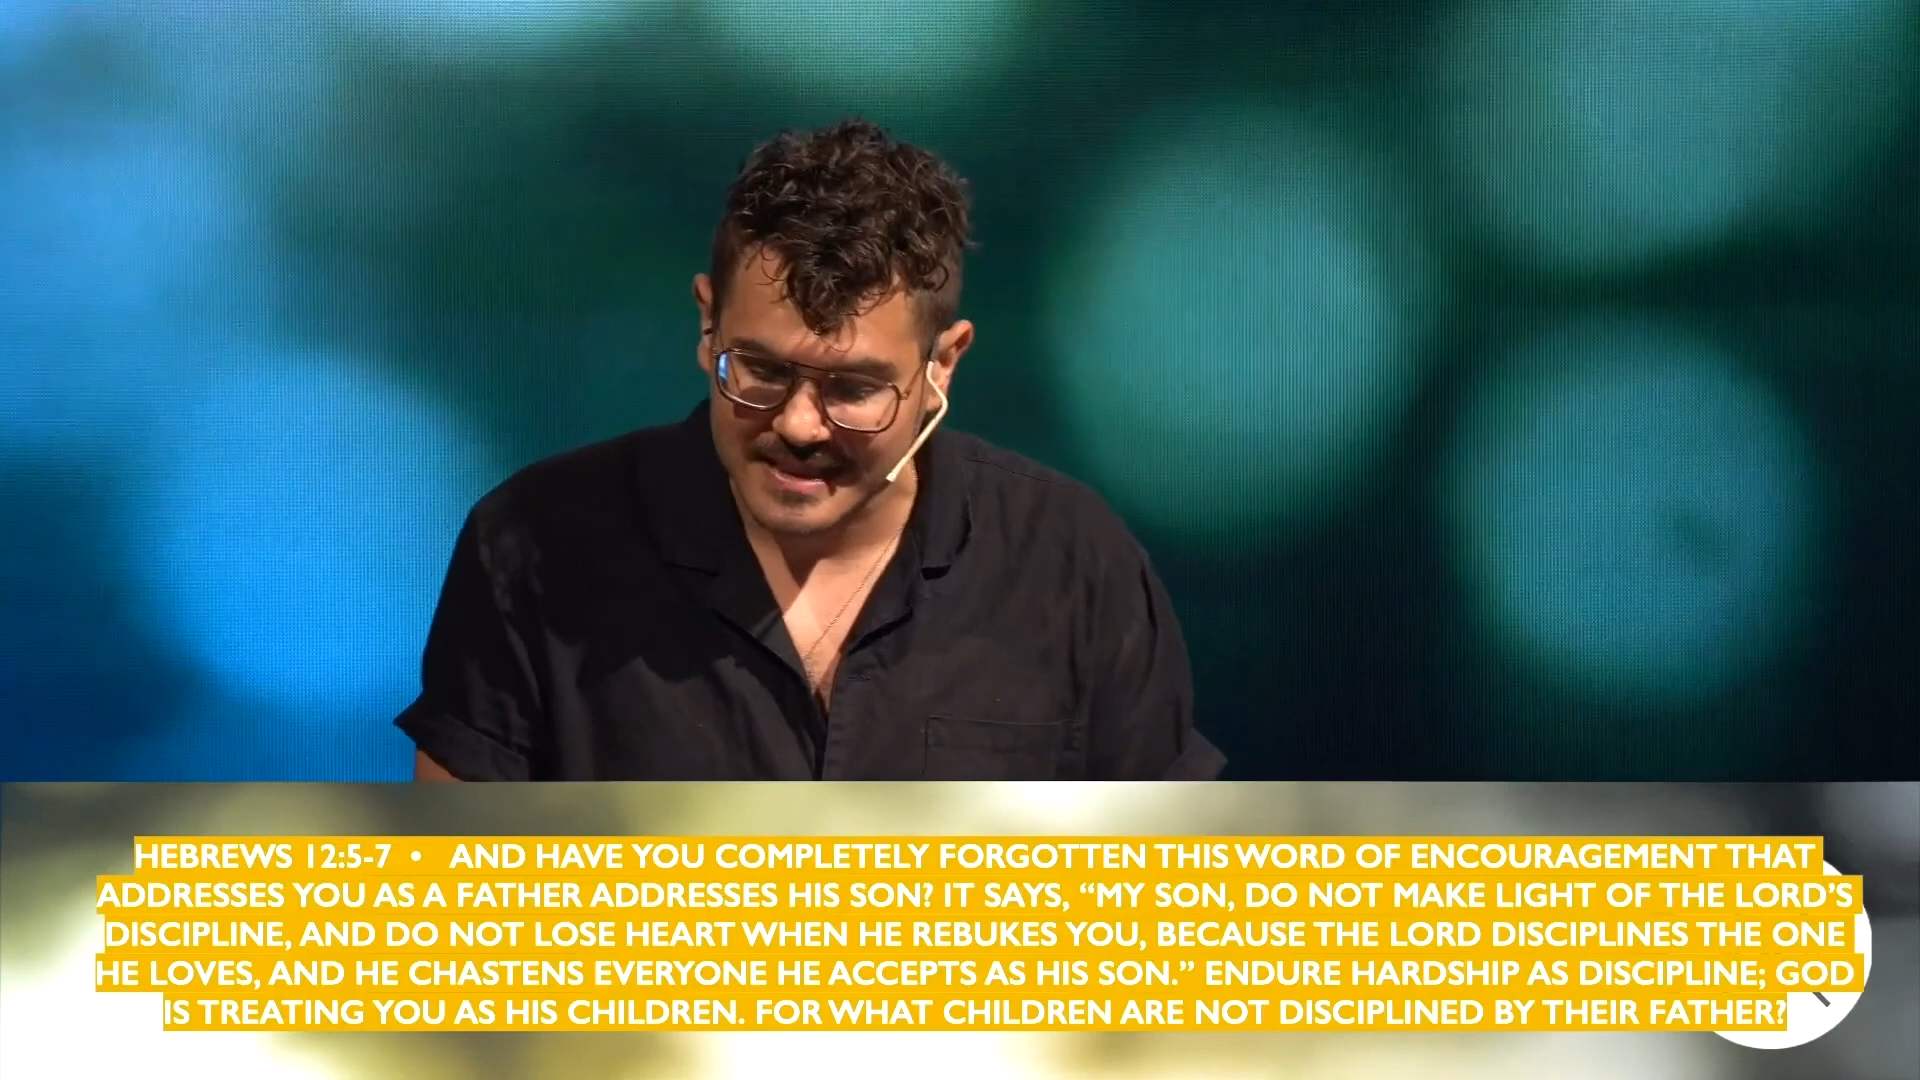 HEBREWS 12:5-7 • AND HAVE YOU COMPLETELY FORGOTTEN THIS WORD OF ENCOURAGEMENT THAT
ADDRESSES YOU AS A FATHER ADDRESSES HIS SON? IT SAYS, “MY SON, DO NOT MAKE LIGHT OF THE LORD’S
DISCIPLINE, AND DO NOT LOSE HEART WHEN HE REBUKES YOU, BECAUSE THE LORD DISCIPLINES THE ONE
HE LOVES, AND HE CHASTENS EVERYONE HE ACCEPTS AS HIS SON.” ENDURE HARDSHIP AS DISCIPLINE; GOD
IS TREATING YOU AS HIS CHILDREN. FOR WHAT CHILDREN ARE NOT DISCIPLINED BY THEIR FATHER?